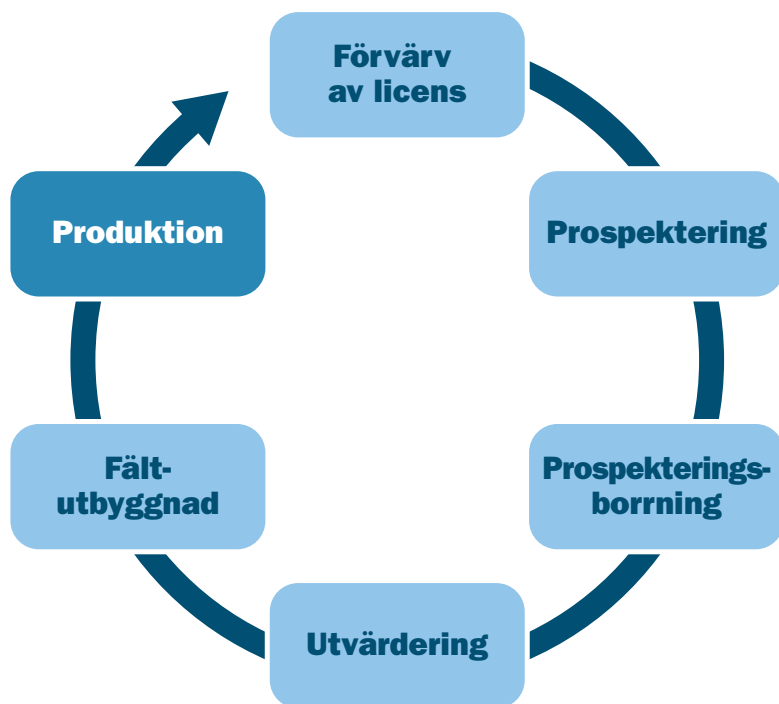 Förvärv
av licens
Prospektering
Prospekterings-
borrning
Utvärdering
Fält-
utbyggnad
Produktion